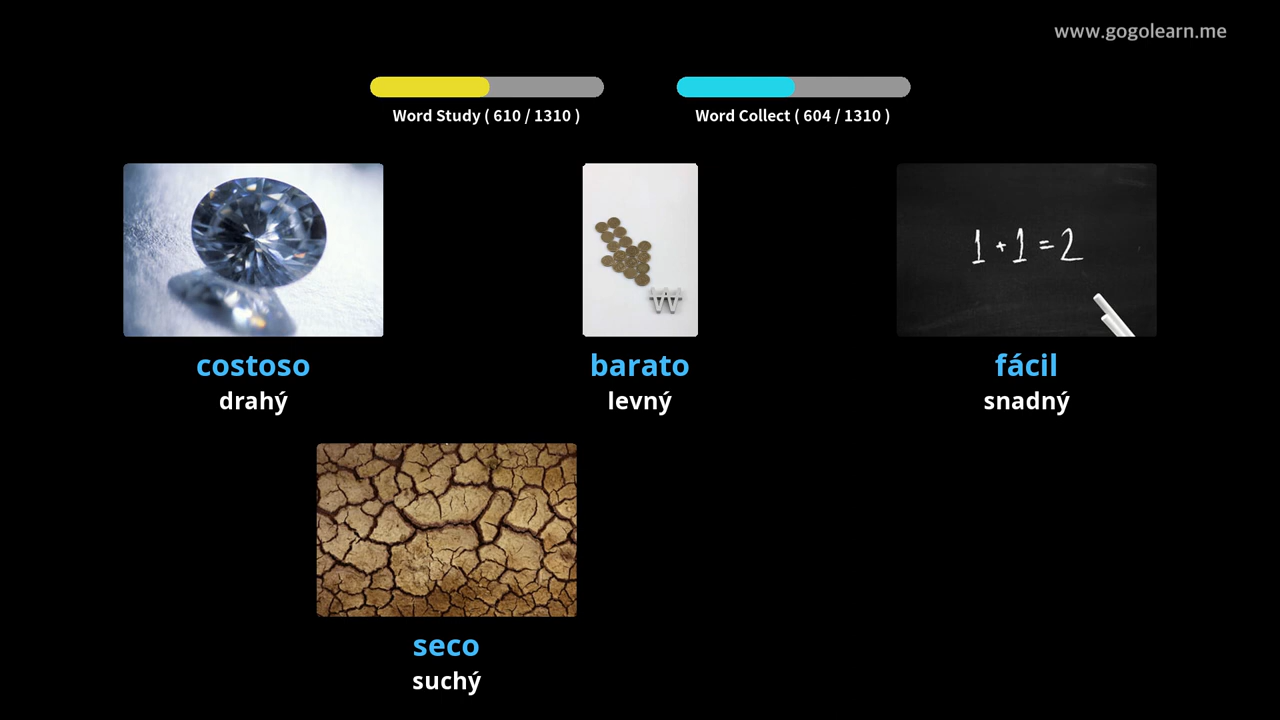 www.gogolearn.me
Word Study ( 610 / 1310 )
Word Collect ( 604 / 1310 )
₩
1 + 1 = 2
costoso
drahý
barato
levný
fácil
snadný
seco
suchý